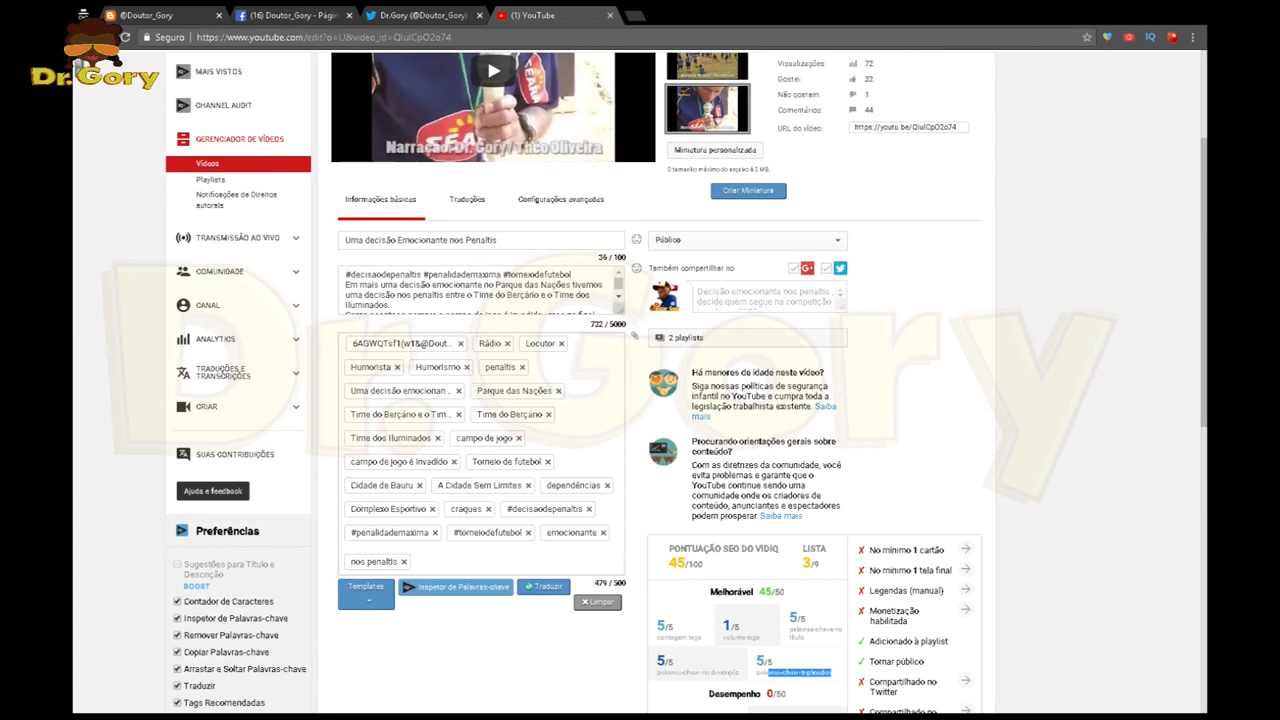 @Doutor_Gory
(16) Doutor_Gory - Págin
Dr.Gory (@Doutor_Gory)
(1) YouTube
Seguro
https://www.youtube.com/edit?o=U&video_id=QIulCpO2o74
Dr.Gory
MAIS VISTOS
CHANNEL AUDIT
GERENCIADOR DE VÍDEOS
Vídeos
Playlists
Notificações de Direitos
autorais
TRANSMISSÃO AO VIVO
COMUNIDADE
CANAL
ANALYTICS
TRADUÇÕES E
TRANSCRIÇÕES
CRIAR
SUAS CONTRIBUIÇÕES
Ajuda e feedback
Preferências
Sugestões para Título e
Descrição
BOOST
Contador de Caracteres
Inspetor de Palavras-chave
Remover Palavras-chave
Copiar Palavras-chave
Arrastar e Soltar Palavras-chave
Traduzir
Tags Recomendadas
Narração: Dr. Gory/ Théo Oliveira
Visualizações: 72
Gostei: 32
Não gostam: 1
Comentários: 44
URL do vídeo: https://youtu.be/QIulCpO2o74
Miniatura personalizada
O tamanho máximo do arquivo é 2 MB.
Criar Miniatura
Informações básicas
Traduções
Configurações avançadas
Uma decisão Emocionante nos Penaltis
36 / 100
#decisaodepenaltis #penalidademaxima #torneiodefutebol
Em mais uma decisão emocionante no Parque das Nações tivemos
uma decisão nos penaltis entre o Time do Berçário e o Time dos
Iluminados.
732 / 5000
6AGWQTsf1(w1&@Dout...
Rádio
Locutor
Humorista
Humorismo
penaltis
Uma decisão emocionan...
Parque das Nações
Time do Berçário e o Tim...
Time do Berçário
Time dos Iluminados
campo de jogo
campo de jogo é invadido
Torneio de futebol
Cidade de Bauru
A Cidade Sem Limites
dependências
Complexo Esportivo
craques
#decisaodepenaltis
#penalidademaxima
#torneiodefutebol
emocionante
nos penaltis
479 / 500
Templates
Inspetor de Palavras-chave
Traduzir
Limpar
Público
Também compartilhar no
Decisão emocionante nos penaltis ,
decide quem segue na competição
2 playlists
Há menores de idade neste vídeo?
Siga nossas políticas de segurança
infantil no YouTube e cumpra toda a
legislação trabalhista existente. Saiba
mais
Procurando orientações gerais sobre
conteúdo?
Com as diretrizes da comunidade, você
evita problemas e garante que o
YouTube continue sendo uma
comunidade onde os criadores de
conteúdo, anunciantes e espectadores
podem prosperar. Saiba mais
PONTUAÇÃO SEO DO VIDIQ
45/100
LISTA
3/9
Melhorável 45/50
5/5
contagem tags
1/5
volume tags
5/5
palavras-chave no
título
5/5
palavras-chave na descrição
5/5
palavras-chave triplicadas
Desempenho 0/50
No mínimo 1 cartão
No mínimo 1 tela final
Legendas (manual)
Monetização
habilitada
Adicionado à playlist
Tornar público
Compartilhado no
Twitter
Compartilhado no
Dr.Gory